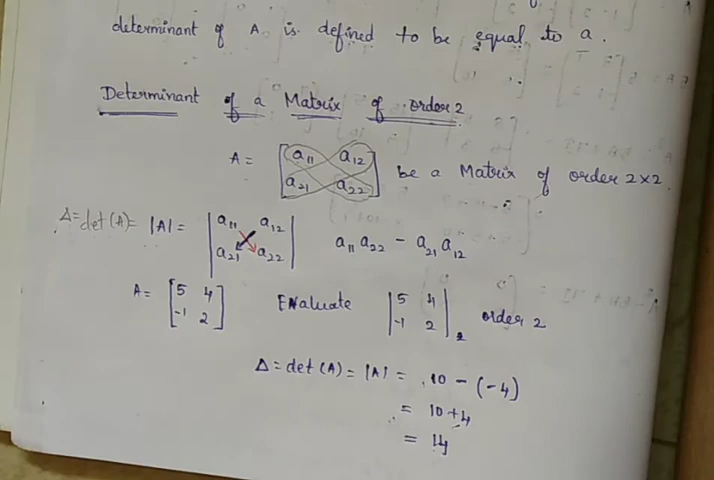 determinant of A is defined to be equal to a.
Determinant of a Matrix of order 2
A = [a₁₁ a₁₂
a₂₁ a₂₂] be a Matrix of order 2×2.
Δ = det(A) = |A| = |a₁₁ a₁₂
a₂₁ a₂₂| a₁₁ a₂₂ − a₂₁ a₁₂
A = [5 4
-1 2] Evaluate |5 4
-1 2|₂ order 2
Δ = det(A) = |A| = 10 − (−4)
= 10+4
= 14